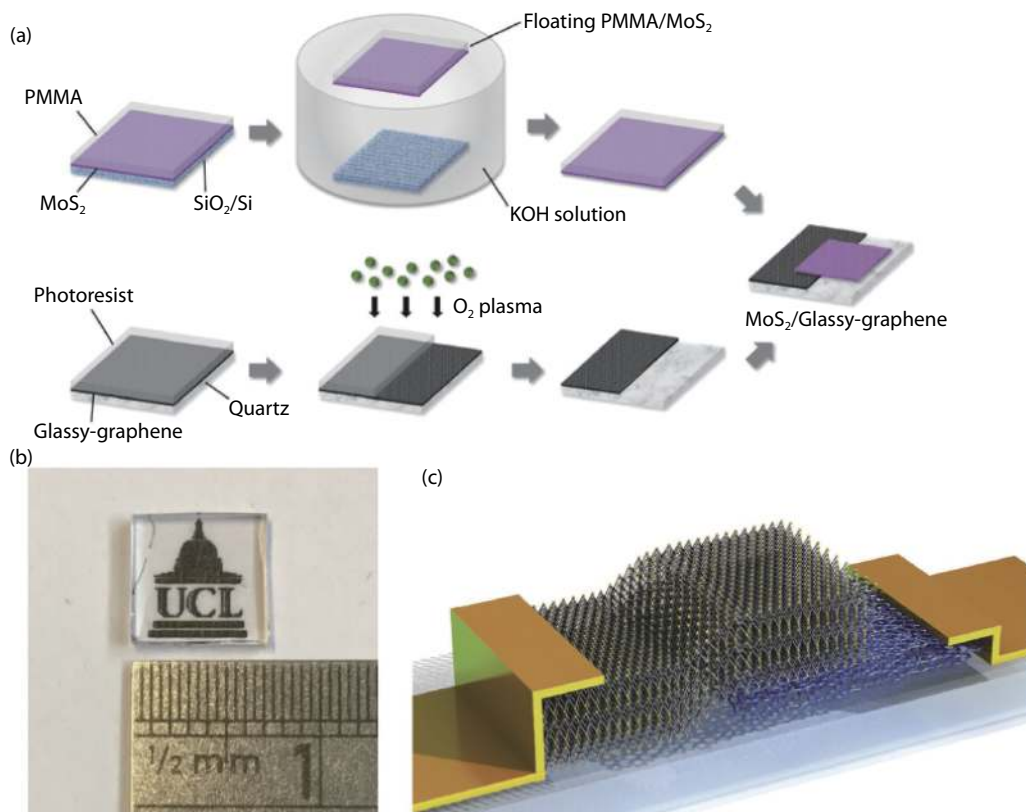 (a)
Floating PMMA/MoS₂
PMMA
MoS₂
SiO₂/Si
KOH solution
Photoresist
O₂ plasma
MoS₂/Glassy-graphene
Quartz
Glassy-graphene
(b)
(c)
UCL
½ mm 1